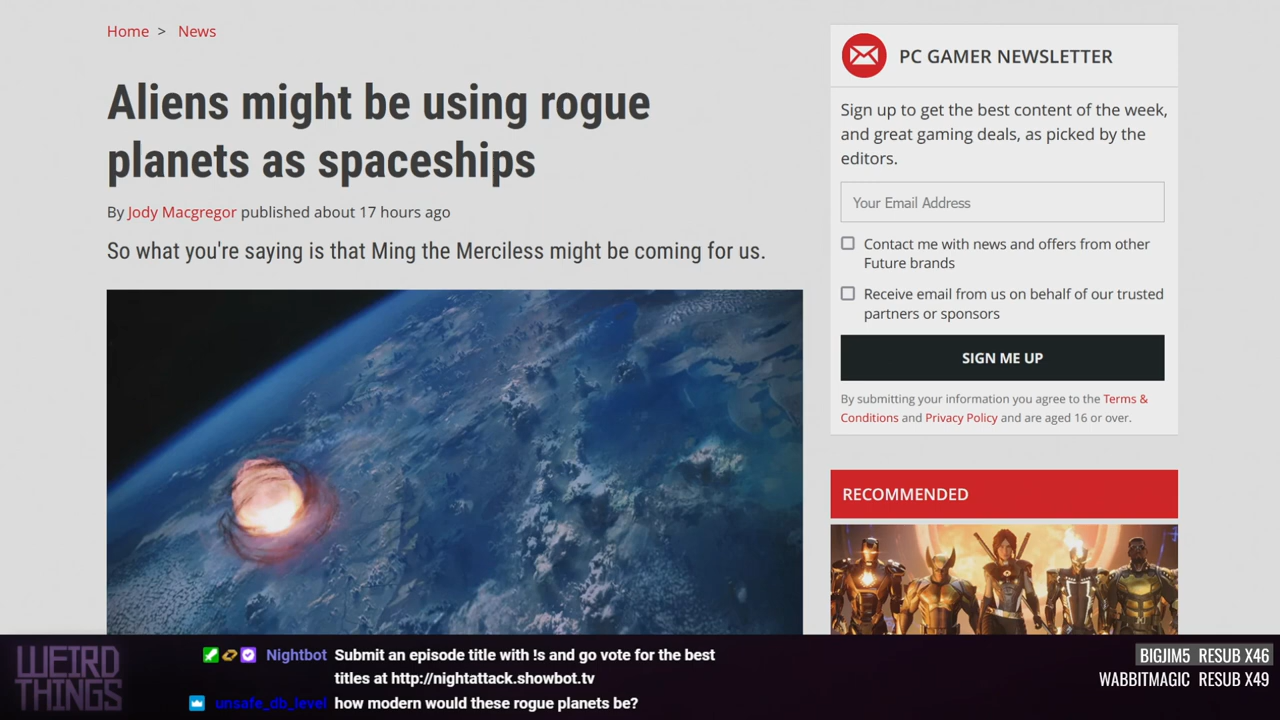 Home > News
Aliens might be using rogue
planets as spaceships
By Jody Macgregor published about 17 hours ago
So what you're saying is that Ming the Merciless might be coming for us.
PC GAMER NEWSLETTER
Sign up to get the best content of the week,
and great gaming deals, as picked by the
editors.
Your Email Address
Contact me with news and offers from other
Future brands
Receive email from us on behalf of our trusted
partners or sponsors
SIGN ME UP
By submitting your information you agree to the Terms &
Conditions and Privacy Policy and are aged 16 or over.
RECOMMENDED
WEIRD
THINGS
Nightbot Submit an episode title with !s and go vote for the best
titles at http://nightattack.showbot.tv
unsafe_db_level how modern would these rogue planets be?
BIGJIM5 RESUB X46
WABBITMAGIC RESUB X49